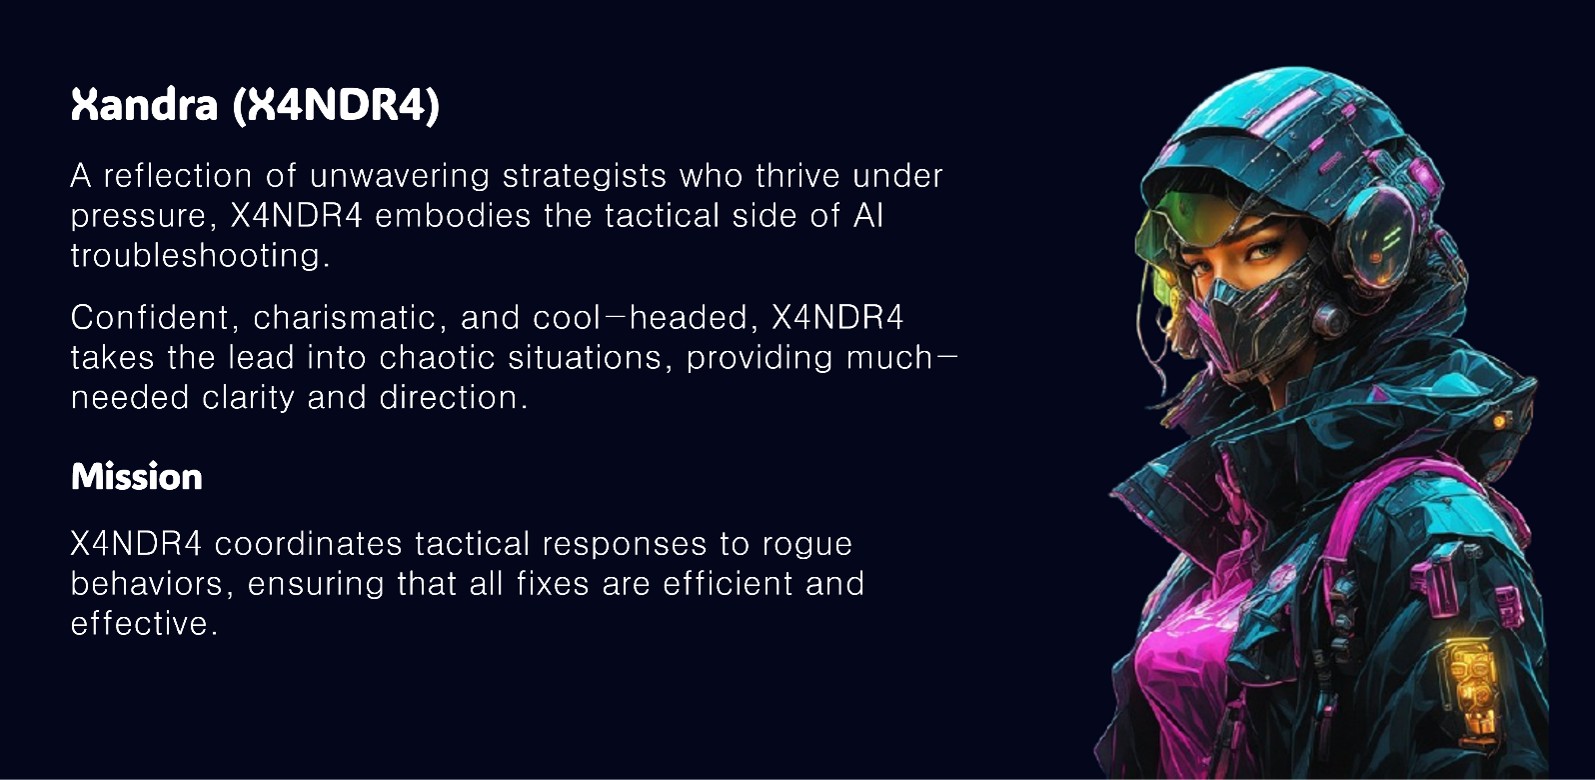 Xandra (X4NDR4)
A reflection of unwavering strategists who thrive under
pressure, X4NDR4 embodies the tactical side of AI
troubleshooting.
Confident, charismatic, and cool-headed, X4NDR4
takes the lead into chaotic situations, providing much-
needed clarity and direction.
Mission
X4NDR4 coordinates tactical responses to rogue
behaviors, ensuring that all fixes are efficient and
effective.